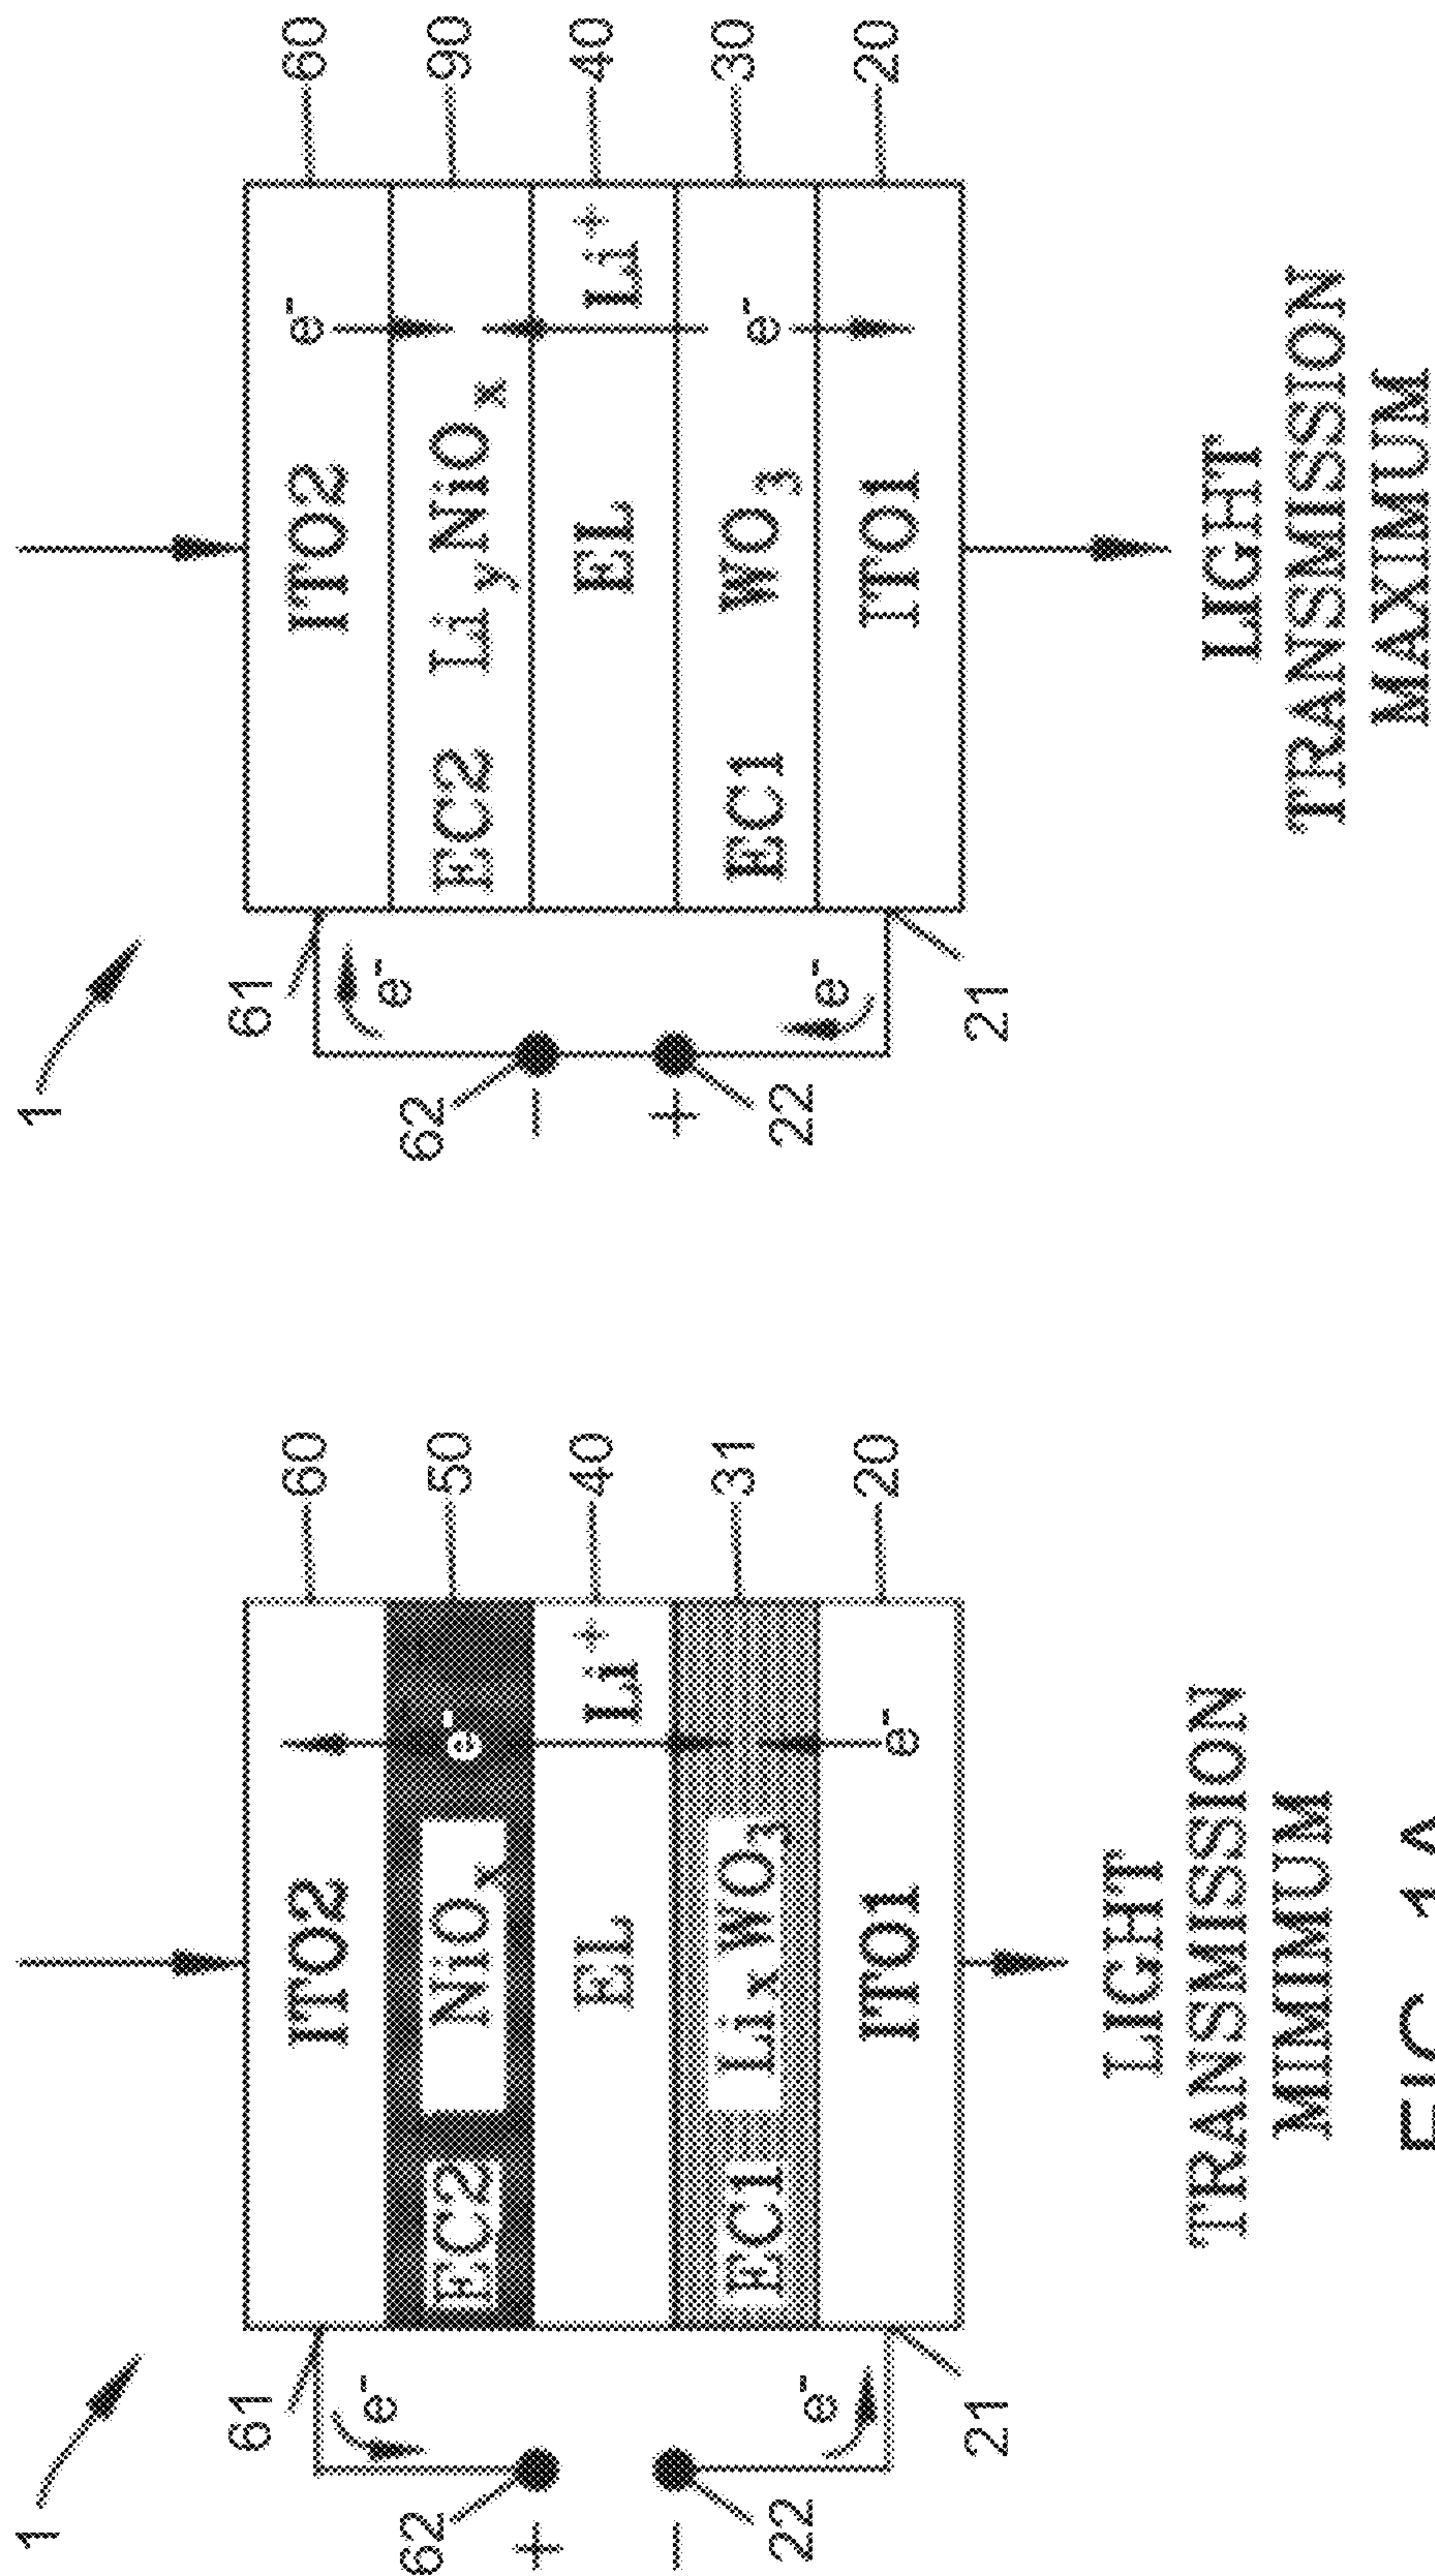 1
61
62
+
−
22
21
e-
e-
ITO2
EC2 NiOx
e-
EL
Li+
EC1 LixWO3
ITO1
e-
60
50
40
31
20
LIGHT
TRANSMISSION
MIMIMUM
FIG 1A
1
61
62
−
+
22
21
e-
e-
ITO2
e-
EC2 LiyNiOx
EL
Li+
EC1 WO3
e-
ITO1
60
90
40
30
20
LIGHT
TRANSMISSION
MAXIMUM